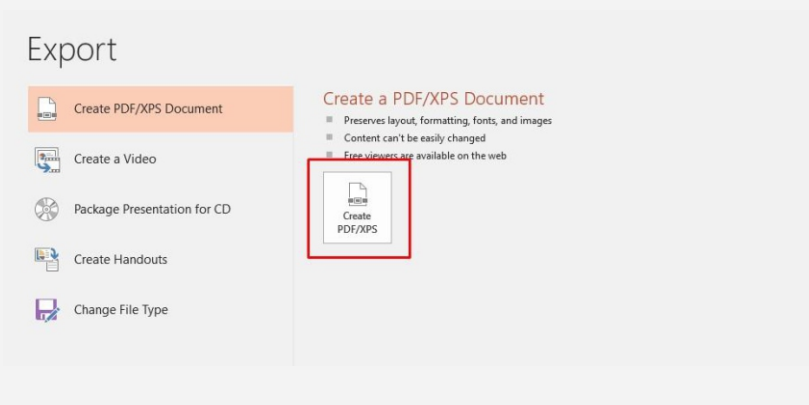 Export
Create PDF/XPS Document
Create a Video
Package Presentation for CD
Create Handouts
Change File Type
Create a PDF/XPS Document
Preserves layout, formatting, fonts, and images
Content can't be easily changed
Free viewers are available on the web
Create
PDF/XPS